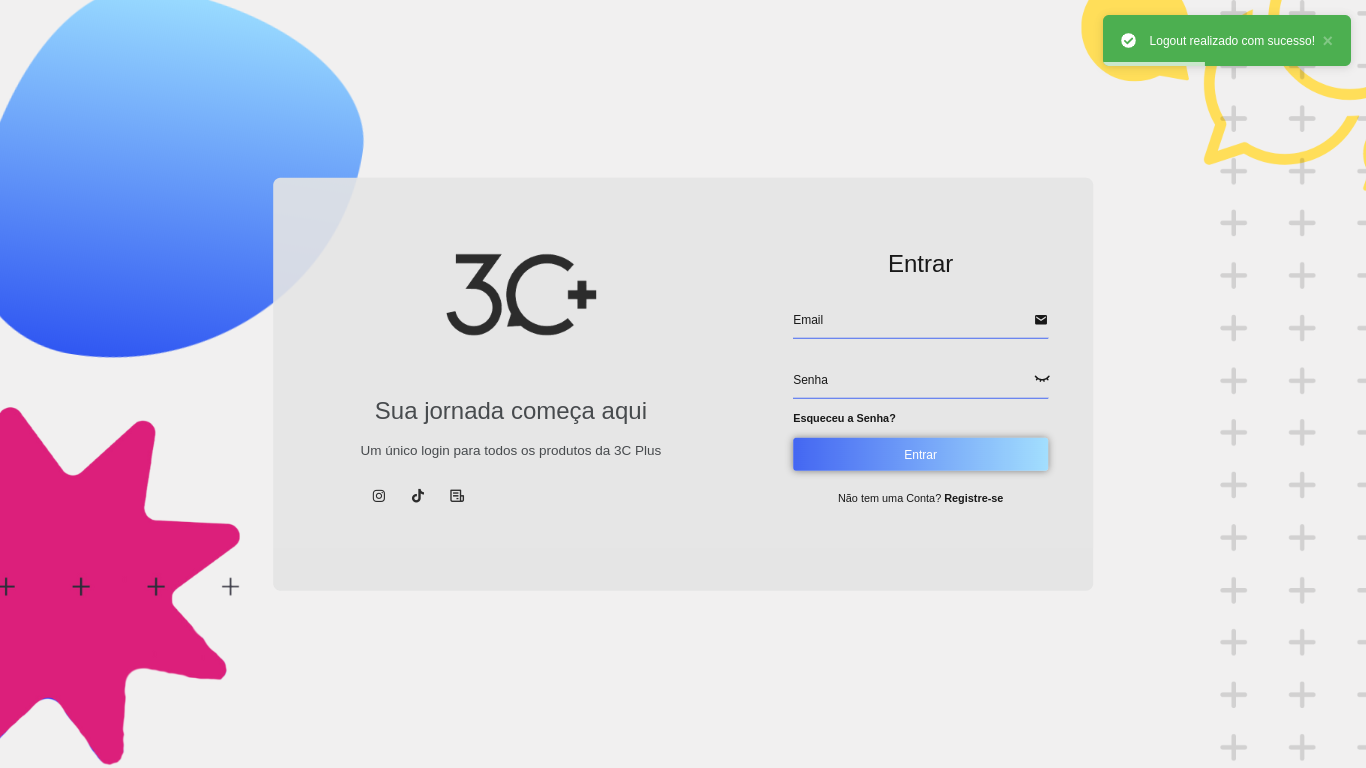 Logout realizado com sucesso! ×
3C+
Sua jornada começa aqui
Um único login para todos os produtos da 3C Plus
Entrar
Email
Senha
Esqueceu a Senha?
Entrar
Não tem uma Conta? Registre-se